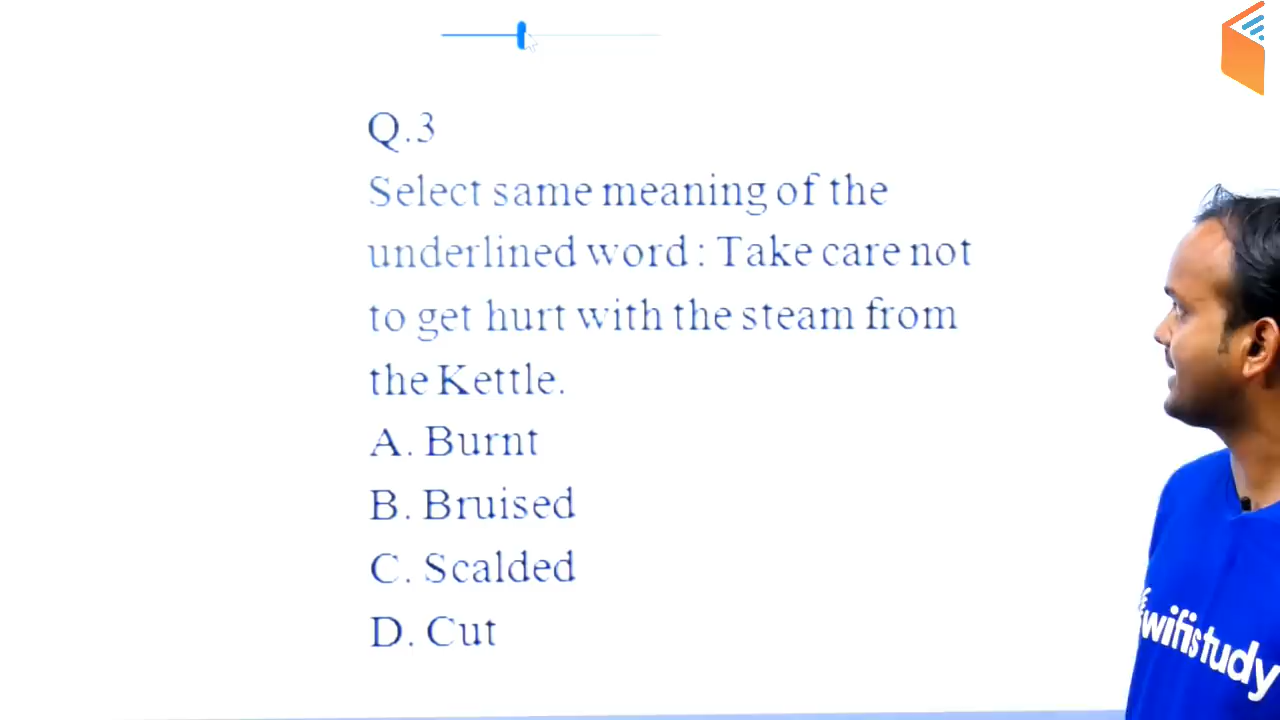 Q.3
Select same meaning of the
underlined word : Take care not
to get hurt with the steam from
the Kettle.
A. Burnt
B. Bruised
C. Scalded
D. Cut
wifistudy